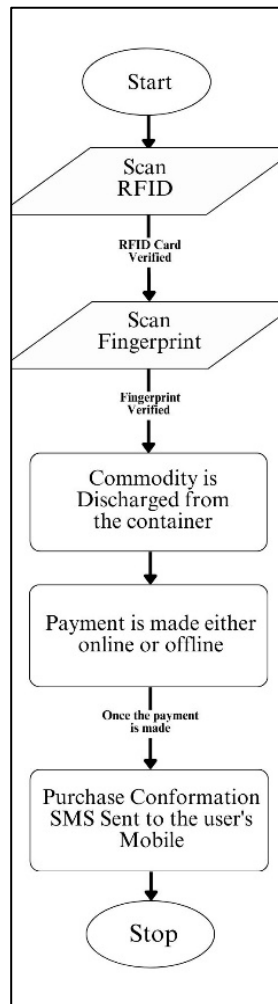 Start
Scan
RFID
RFID Card
Verified
Scan
Fingerprint
Fingerprint
Verified
Commodity is
Discharged from
the container
Payment is made either
online or offline
Once the payment
is made
Purchase Conformation
SMS Sent to the user's
Mobile
Stop